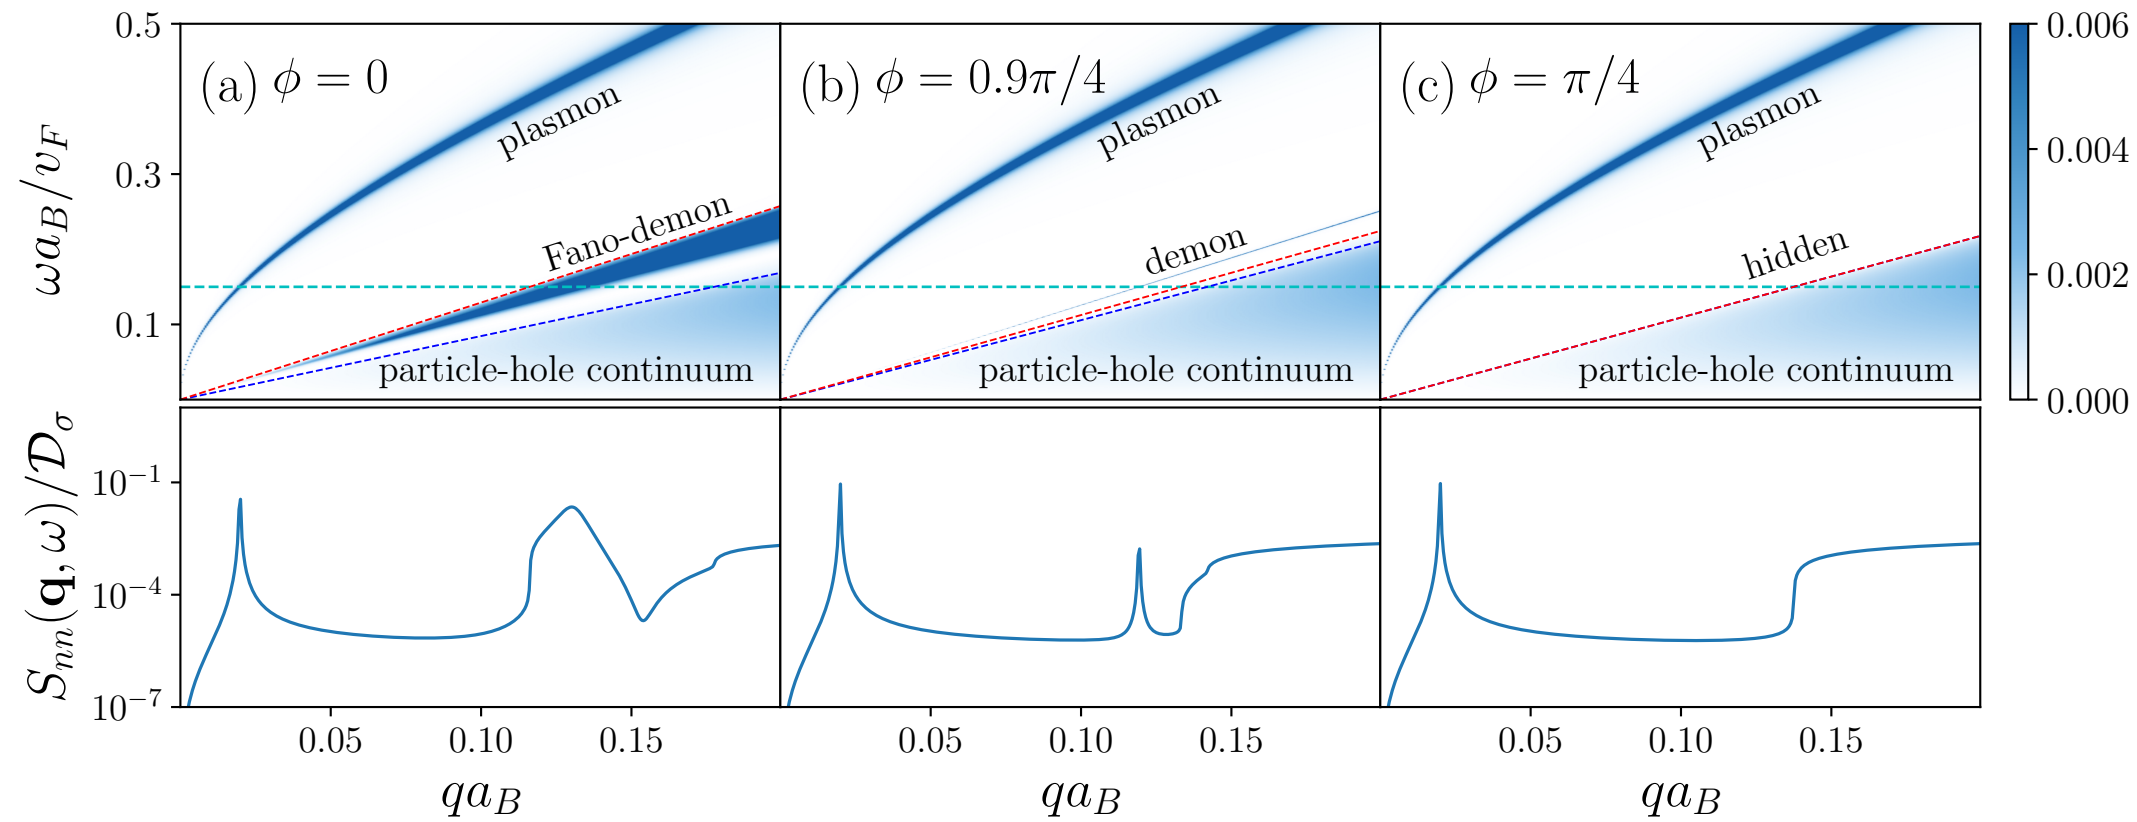 (a) ϕ = 0
(b) ϕ = 0.9π/4
(c) ϕ = π/4
ωa_B/v_F
0.5
0.3
0.1
plasmon
Fano-demon
particle-hole continuum
plasmon
demon
particle-hole continuum
plasmon
hidden
particle-hole continuum
0.006
0.004
0.002
0.000
S_{nn}(𝐪, ω)/𝒟_σ
10^{-1}
10^{-4}
10^{-7}
0.05 0.10 0.15
0.05 0.10 0.15
0.05 0.10 0.15
qa_B
qa_B
qa_B